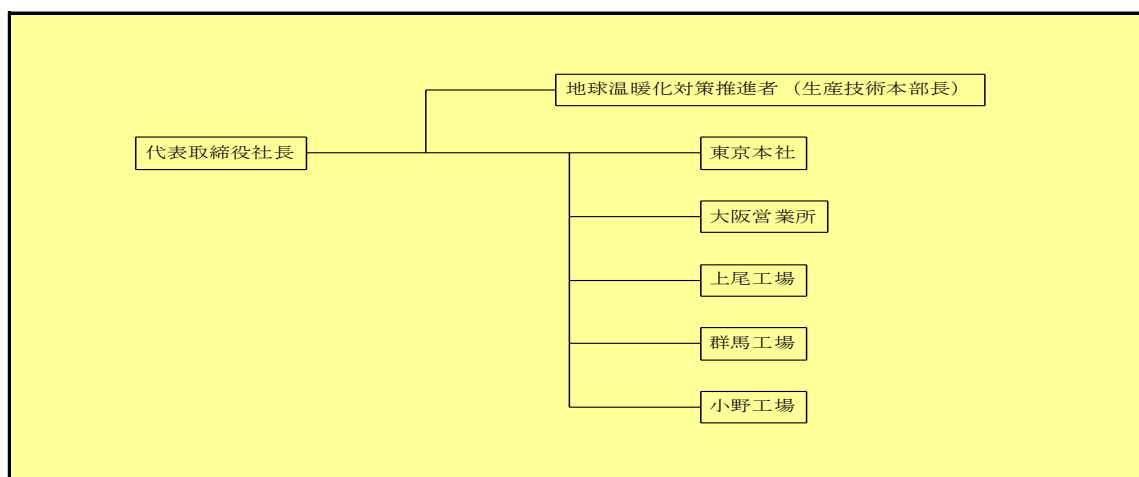 地球温暖化対策推進者（生産技術本部長）
代表取締役社長
東京本社
大阪営業所
上尾工場
群馬工場
小野工場